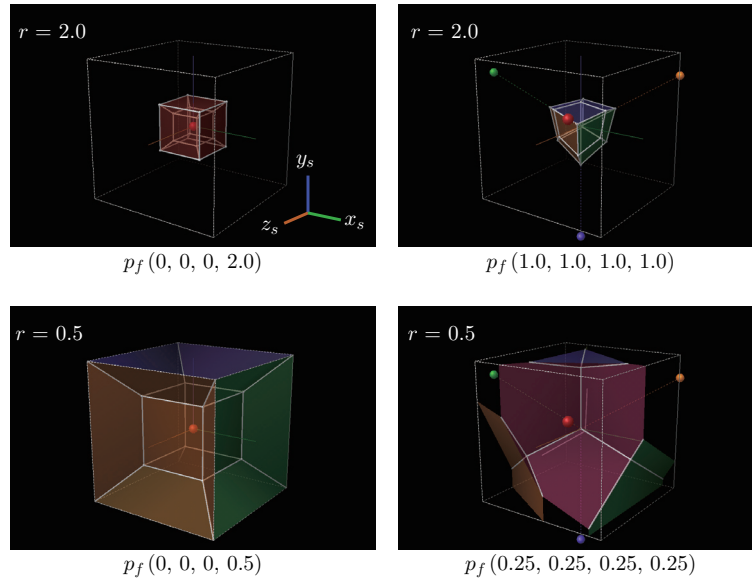 r = 2.0
r = 2.0
y_s
z_s
x_s
p_f (0, 0, 0, 2.0)
p_f (1.0, 1.0, 1.0, 1.0)
r = 0.5
r = 0.5
p_f (0, 0, 0, 0.5)
p_f (0.25, 0.25, 0.25, 0.25)